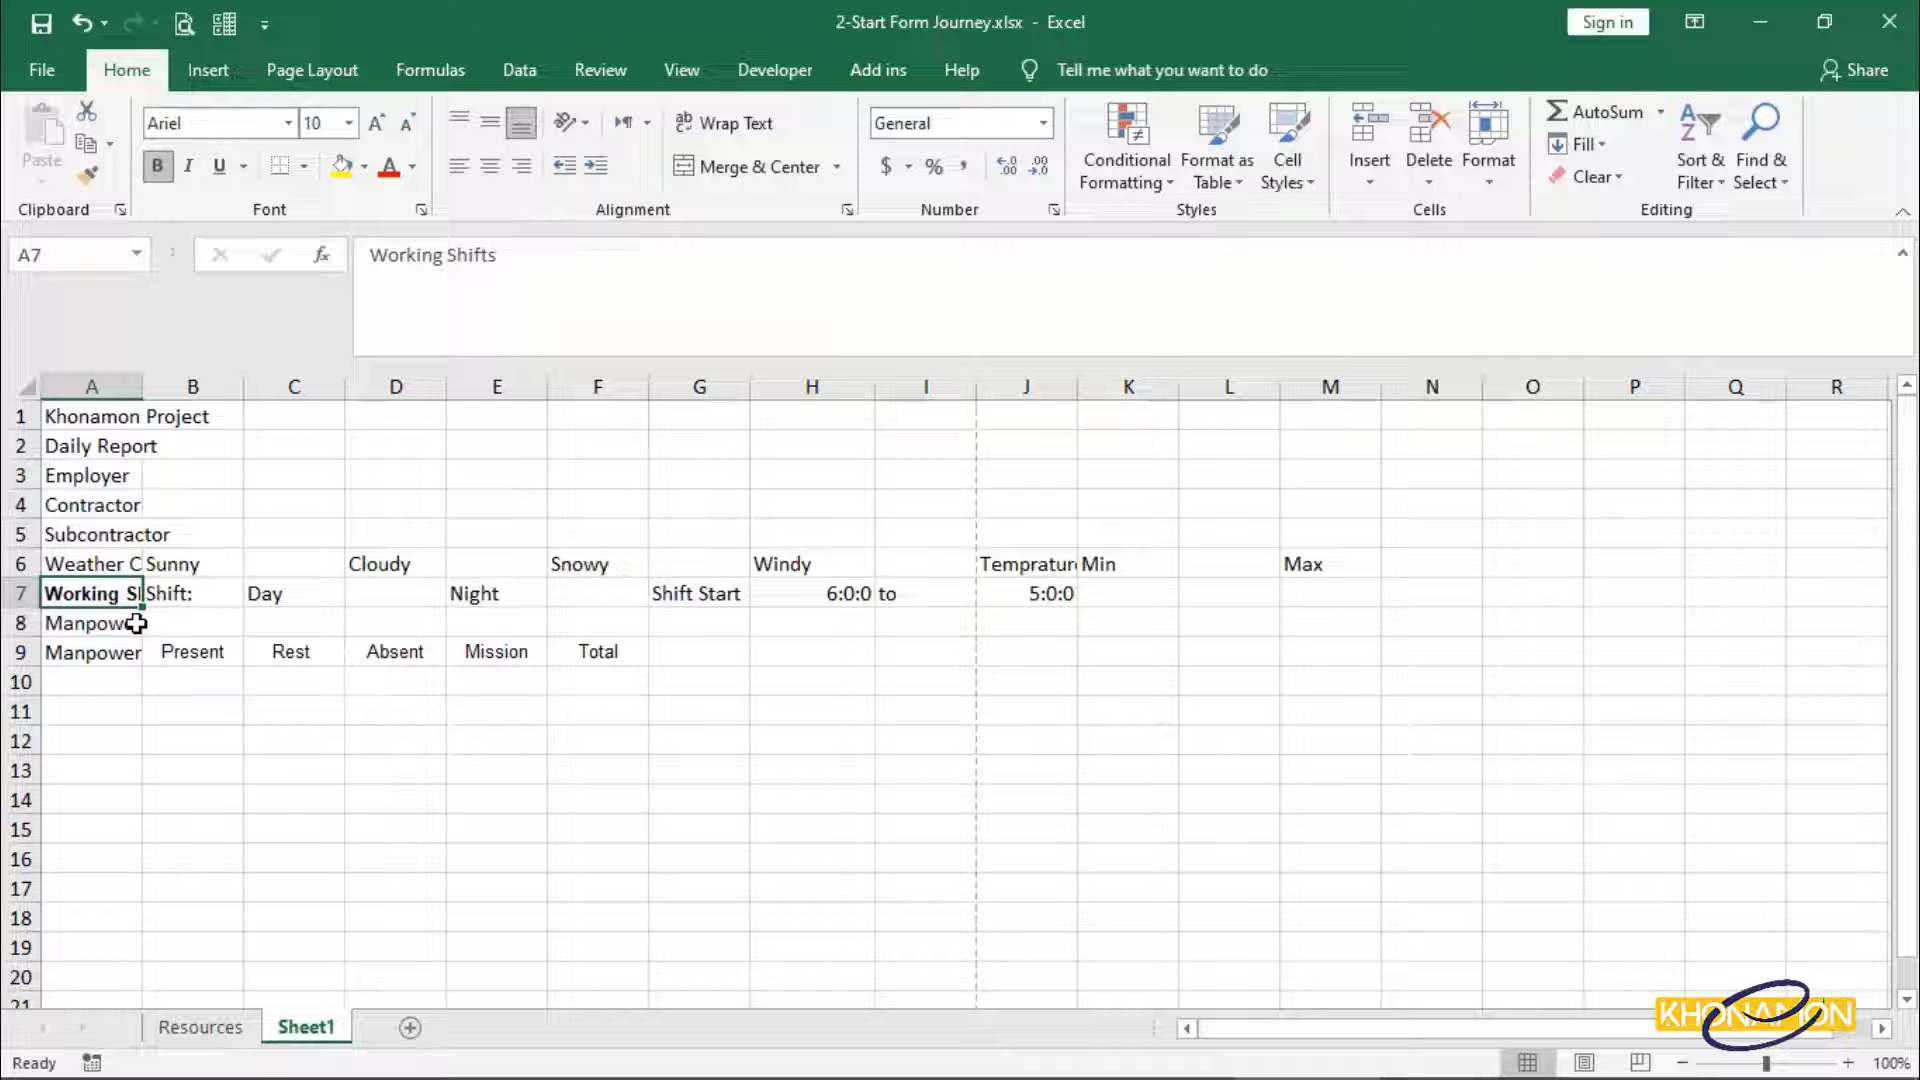 2-Start Form Journey.xlsx - Excel
Sign in
File Home Insert Page Layout Formulas Data Review View Developer Add ins Help Tell me what you want to do Share
Paste
Clipboard
Ariel 10
B I U
Font
Wrap Text
Merge & Center
Alignment
General
$ % ,
Number
Conditional Formatting
Format as Table
Cell Styles
Styles
Insert Delete Format
Cells
AutoSum
Fill
Clear
Sort & Filter
Find & Select
Editing
A7 fx Working Shifts
A B C D E F G H I J K L M N O P Q R
1 Khonamon Project
2 Daily Report
3 Employer
4 Contractor
5 Subcontractor
6 Weather C Sunny Cloudy Snowy Windy Tempratur Min Max
7 Working S Shift: Day Night Shift Start 6:0:0 to 5:0:0
8 Manpow
9 Manpower Present Rest Absent Mission Total
10
11
12
13
14
15
16
17
18
19
20
21
Resources Sheet1
KHONAMON
Ready 100%